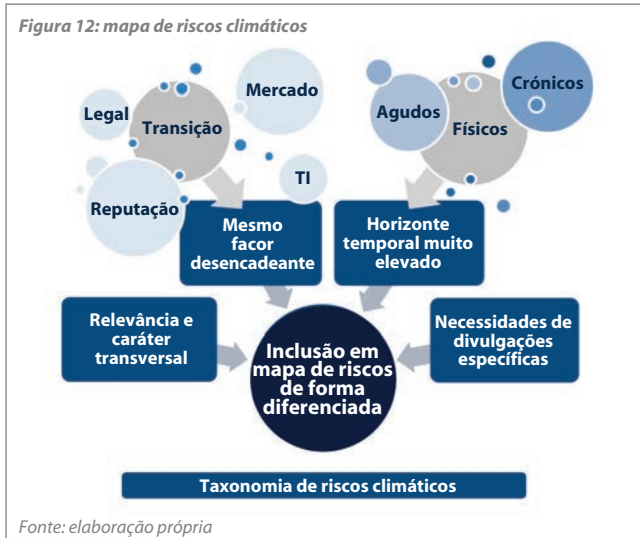 Figura 12: mapa de riscos climáticos
Legal
Transição
Mercado
Reputação
TI
Agudos
Físicos
Crónicos
Mesmo
facor
desencadeante
Horizonte
temporal muito
elevado
Relevância e
caráter
transversal
Inclusão em
mapa de riscos
de forma
diferenciada
Necessidades de
divulgações
específicas
Taxonomia de riscos climáticos
Fonte: elaboração própria